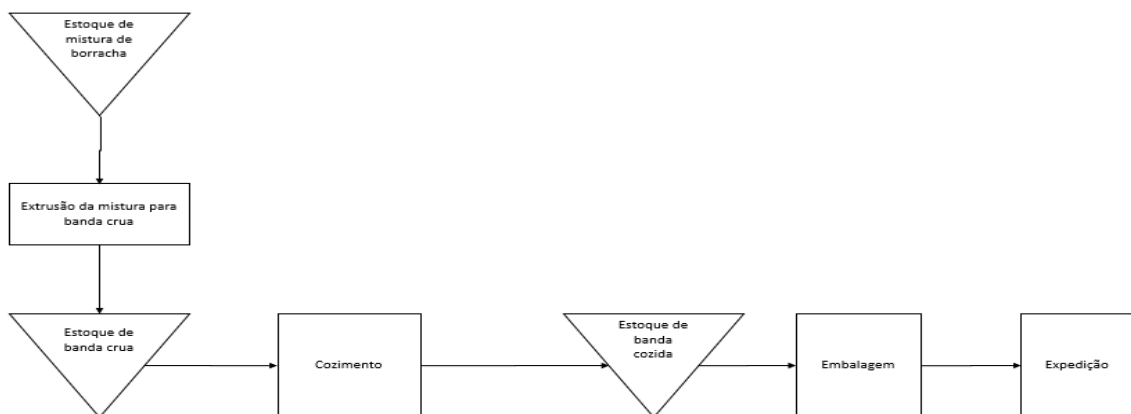 Estoque de
mistura de
borracha
Extrusão da mistura para
banda crua
Estoque de
banda crua
Cozimento
Estoque de
banda
cozida
Embalagem
Expedição